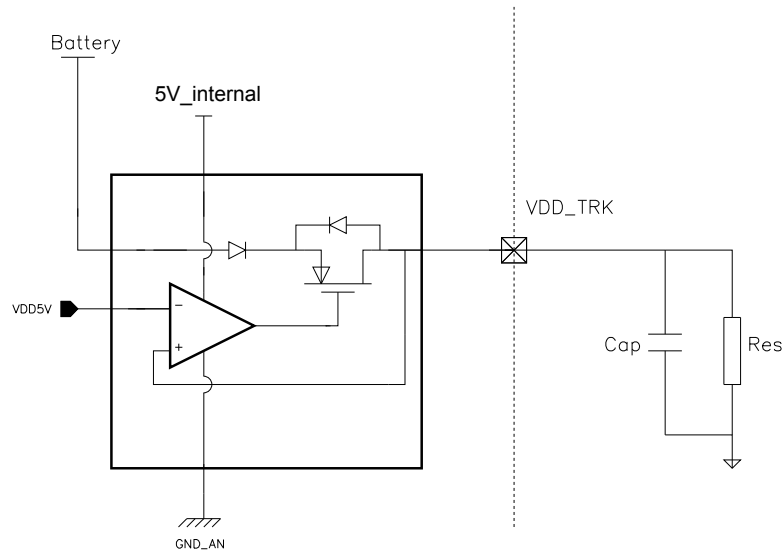 Battery
5V_internal
VDD_TRK
VDD5V
−
+
Cap
Res
GND_AN